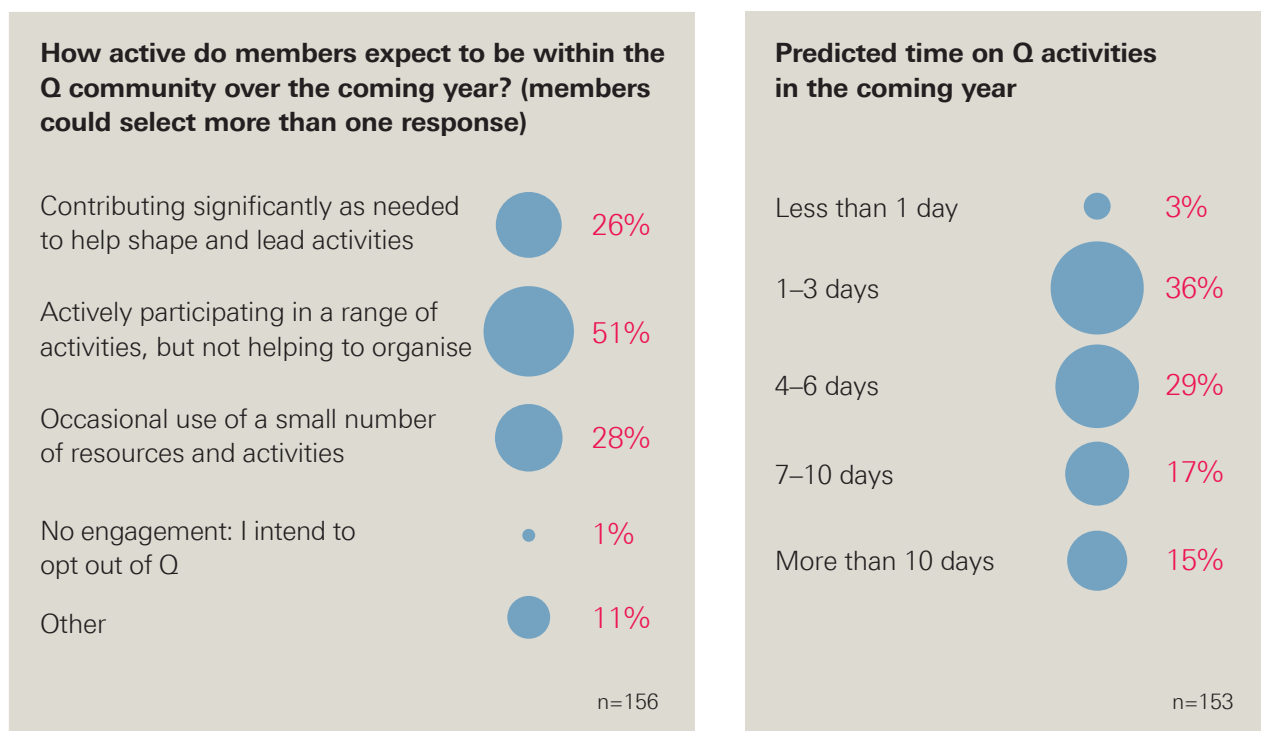 How active do members expect to be within the
Q community over the coming year? (members
could select more than one response)
Contributing significantly as needed
to help shape and lead activities
26%
Actively participating in a range of
activities, but not helping to organise
51%
Occasional use of a small number
of resources and activities
28%
No engagement: I intend to
opt out of Q
1%
Other
11%
n=156
Predicted time on Q activities
in the coming year
Less than 1 day
3%
1–3 days
36%
4–6 days
29%
7–10 days
17%
More than 10 days
15%
n=153